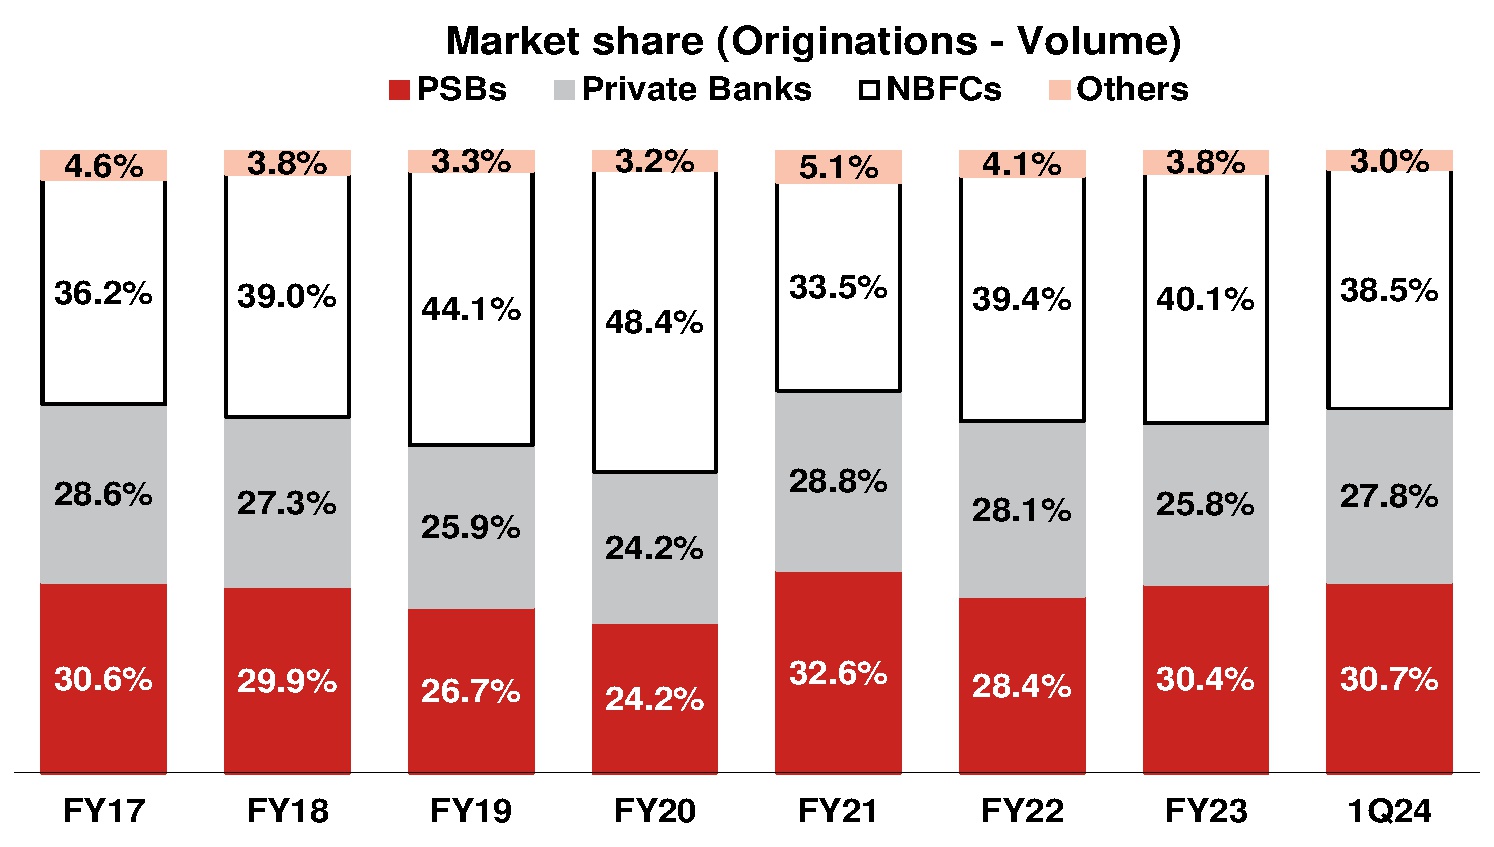 Market share (Originations - Volume)
PSBs Private Banks NBFCs Others
4.6% 3.8% 3.3% 3.2% 5.1% 4.1% 3.8% 3.0%
36.2% 39.0% 44.1% 48.4% 33.5% 39.4% 40.1% 38.5%
28.6% 27.3% 25.9% 24.2% 28.8% 28.1% 25.8% 27.8%
30.6% 29.9% 26.7% 24.2% 32.6% 28.4% 30.4% 30.7%
FY17 FY18 FY19 FY20 FY21 FY22 FY23 1Q24